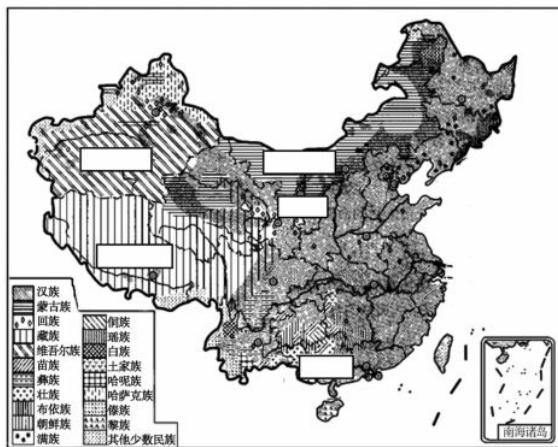 汉族
蒙古族
回族
藏族
维吾尔族
苗族
彝族
壮族
布依族
朝鲜族
满族
侗族
瑶族
白族
土家族
哈尼族
哈萨克族
傣族
黎族
其他少数民族
南海诸岛